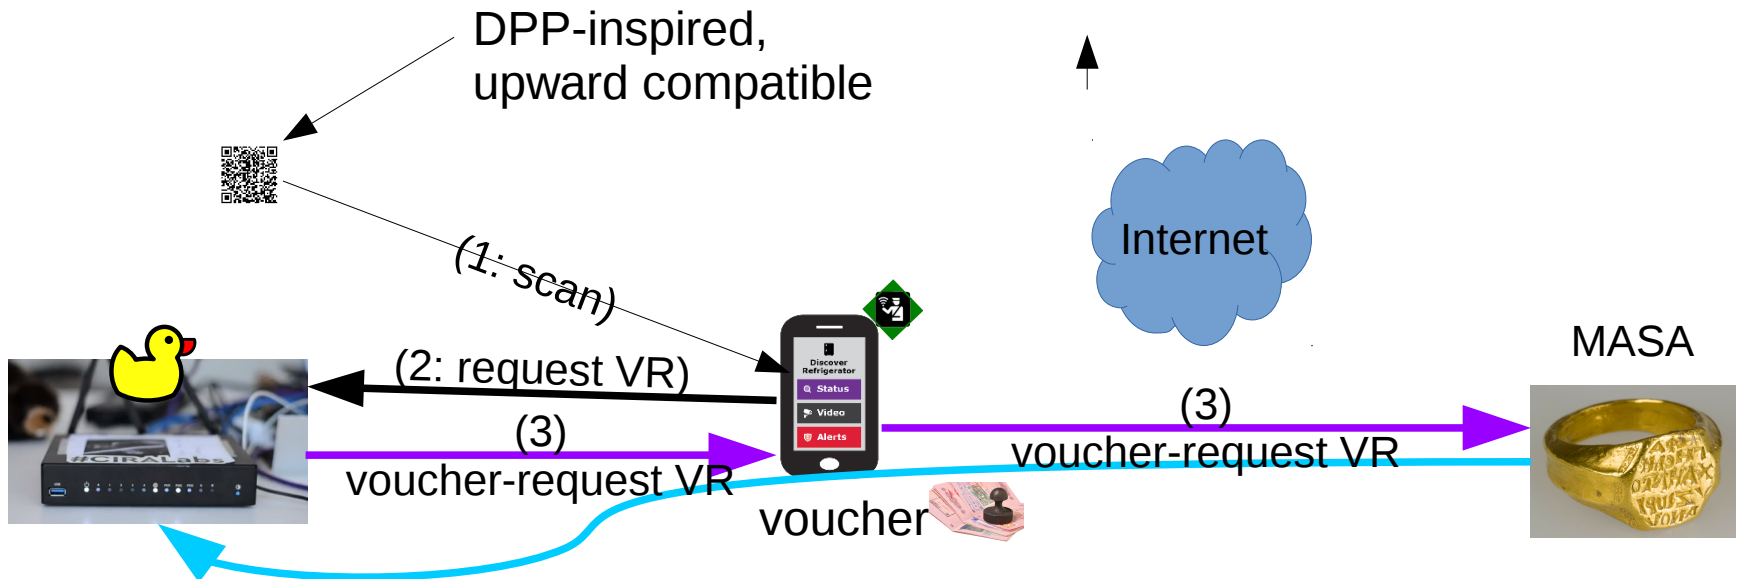 DPP-inspired,
upward compatible
(1: scan)
Internet
MASA
Discover
Refrigerator
Status
Video
Alerts
(2: request VR)
(3)
voucher-request VR
(3)
voucher-request VR
voucher
#CIRALabs